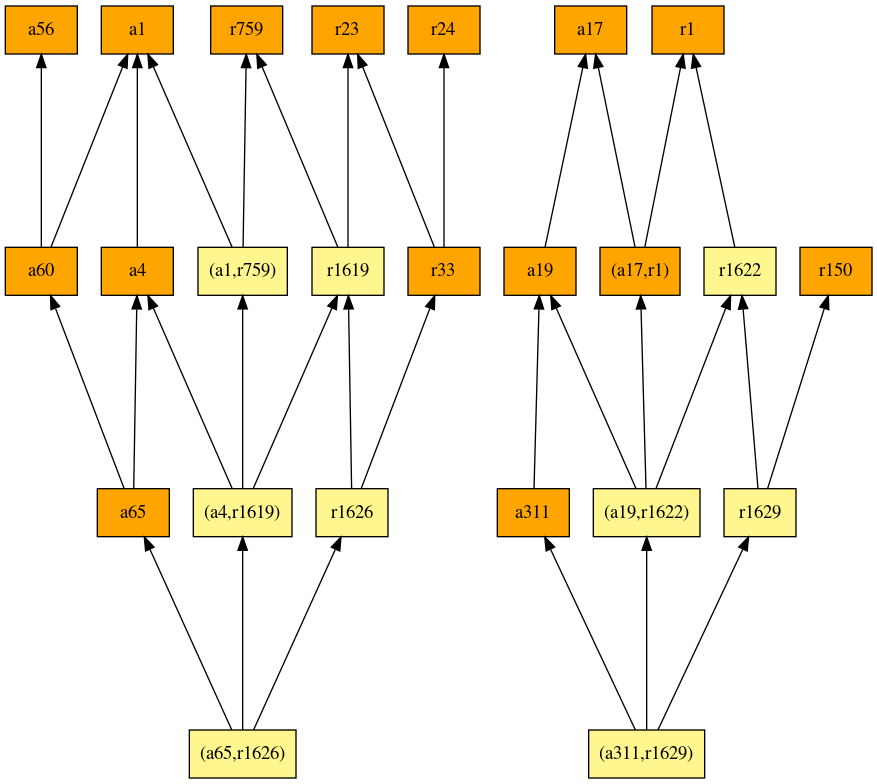 a56
a1
r759
r23
r24
a17
r1
a60
a4
(a1,r759)
r1619
r33
a19
(a17,r1)
r1622
r150
a65
(a4,r1619)
r1626
a311
(a19,r1622)
r1629
(a65,r1626)
(a311,r1629)